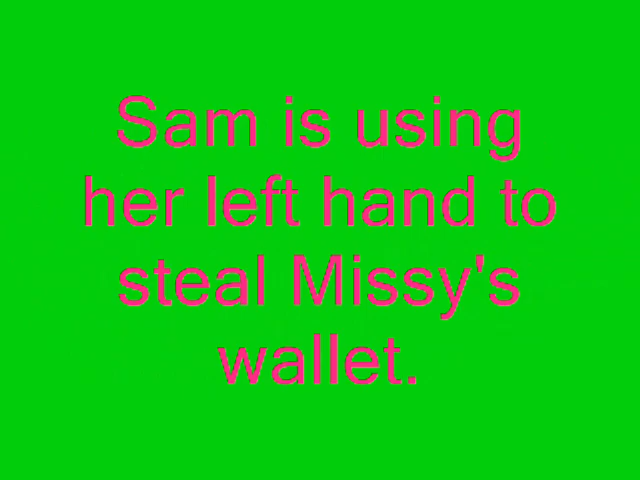 Sam is using
her left hand to
steal Missy's
wallet.